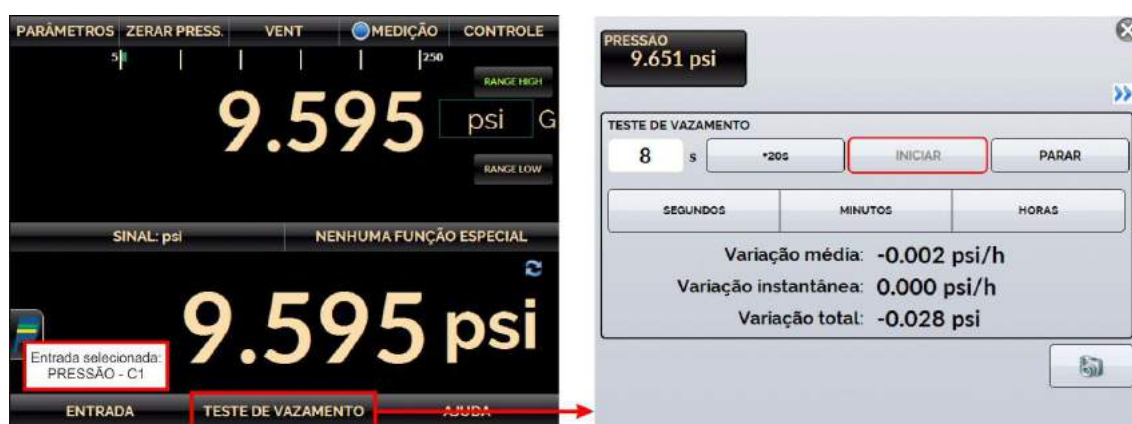 PARÂMETROS ZERAR PRESS. VENT MEDIÇÃO CONTROLE
5 250
RANGE HIGH
9.595 psi G
RANGE LOW
SINAL: psi NENHUMA FUNÇÃO ESPECIAL
9.595 psi
Entrada selecionada:
PRESSÃO - C1
ENTRADA TESTE DE VAZAMENTO AJUDA
PRESSÃO
9.651 psi
TESTE DE VAZAMENTO
8 s *20s INICIAR PARAR
SEGUNDOS MINUTOS HORAS
Variação média: -0.002 psi/h
Variação instantânea: 0.000 psi/h
Variação total: -0.028 psi